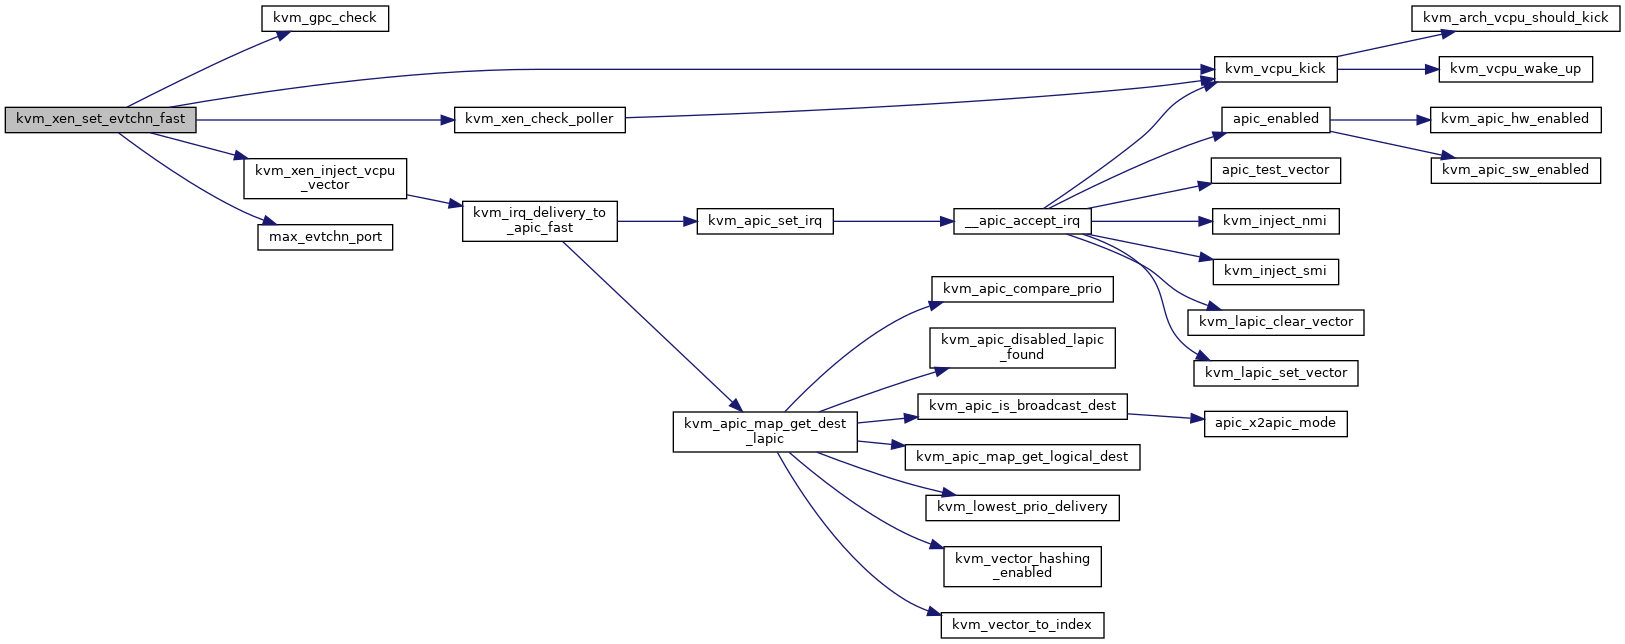 kvm_xen_set_evtchn_fast
kvm_gpc_check
kvm_xen_check_poller
kvm_xen_inject_vcpu
_vector
max_evtchn_port
kvm_irq_delivery_to
_apic_fast
kvm_apic_set_irq
kvm_apic_map_get_dest
_lapic
__apic_accept_irq
kvm_apic_compare_prio
kvm_apic_disabled_lapic
_found
kvm_apic_is_broadcast_dest
kvm_apic_map_get_logical_dest
kvm_lowest_prio_delivery
kvm_vector_hashing
_enabled
kvm_vector_to_index
kvm_vcpu_kick
apic_enabled
apic_test_vector
kvm_inject_nmi
kvm_inject_smi
kvm_lapic_clear_vector
kvm_lapic_set_vector
apic_x2apic_mode
kvm_arch_vcpu_should_kick
kvm_vcpu_wake_up
kvm_apic_hw_enabled
kvm_apic_sw_enabled